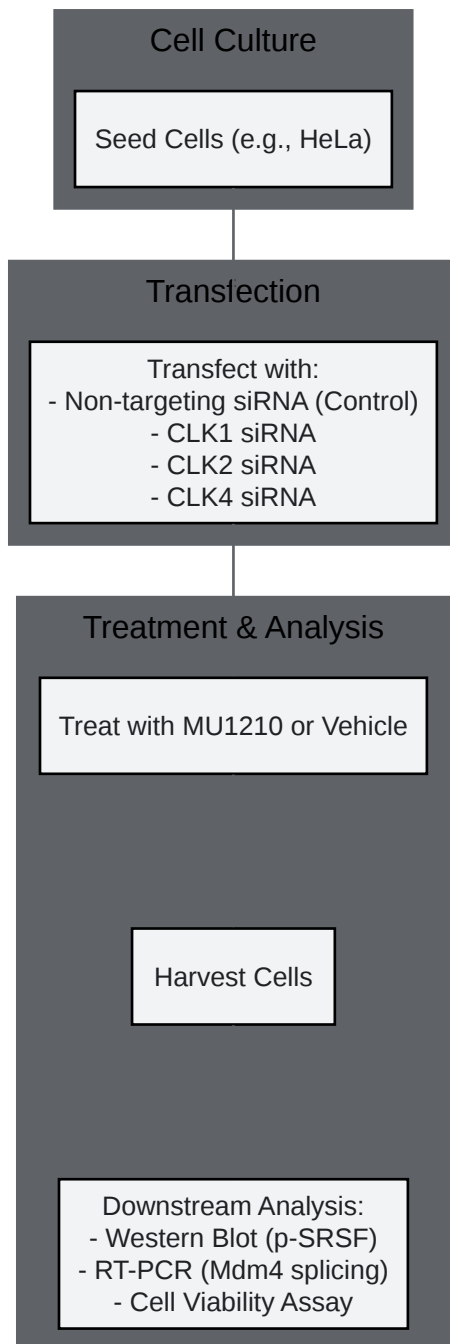 Cell Culture
Seed Cells (e.g., HeLa)
Transfection
Transfect with:
- Non-targeting siRNA (Control)
- CLK1 siRNA
- CLK2 siRNA
- CLK4 siRNA
Treatment & Analysis
Treat with MU1210 or Vehicle
Harvest Cells
Downstream Analysis:
- Western Blot (p-SRSF)
- RT-PCR (Mdm4 splicing)
- Cell Viability Assay